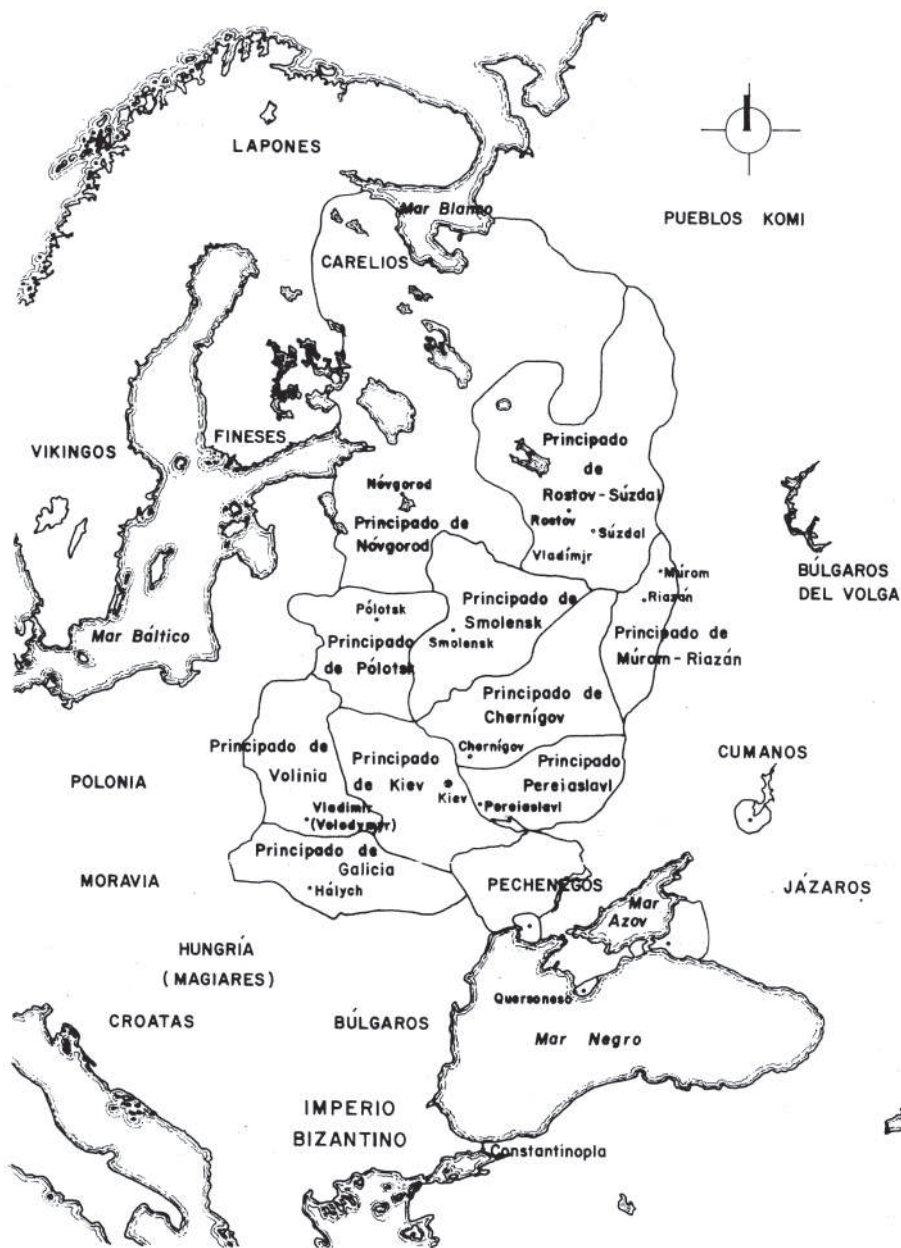 LAPONES
Mar Blanco
PUEBLOS KOMI
CARELIOS
VIKINGOS
FINESES
Principado
de
Rostov-Súzdal
Rostov
Súzdal
Vladímir
Nóvgorod
Principado de
Nóvgorod
Múrom
Riazán
BÚLGAROS
DEL VOLGA
Principado de
Múrom-Riazán
Principado de
Smolensk
Smolensk
Pólotsk
Principado
de Pólotsk
Mar Báltico
Principado de
Chernígov
Chernígov
Principado de
Volinia
Vladimir
(Volodymyr)
Principado
de Kiev
Kiev
Principado
Pereiaslavl
Pereiaslavl
CUMANOS
POLONIA
Principado de
Galicia
Hálych
MORAVIA
PECHENEGOS
Mar
Azov
JÁZAROS
HUNGRÍA
(MAGIARES)
CROATAS
BÚLGAROS
Quersoneso
Mar Negro
IMPERIO
BIZANTINO
Constantinopla